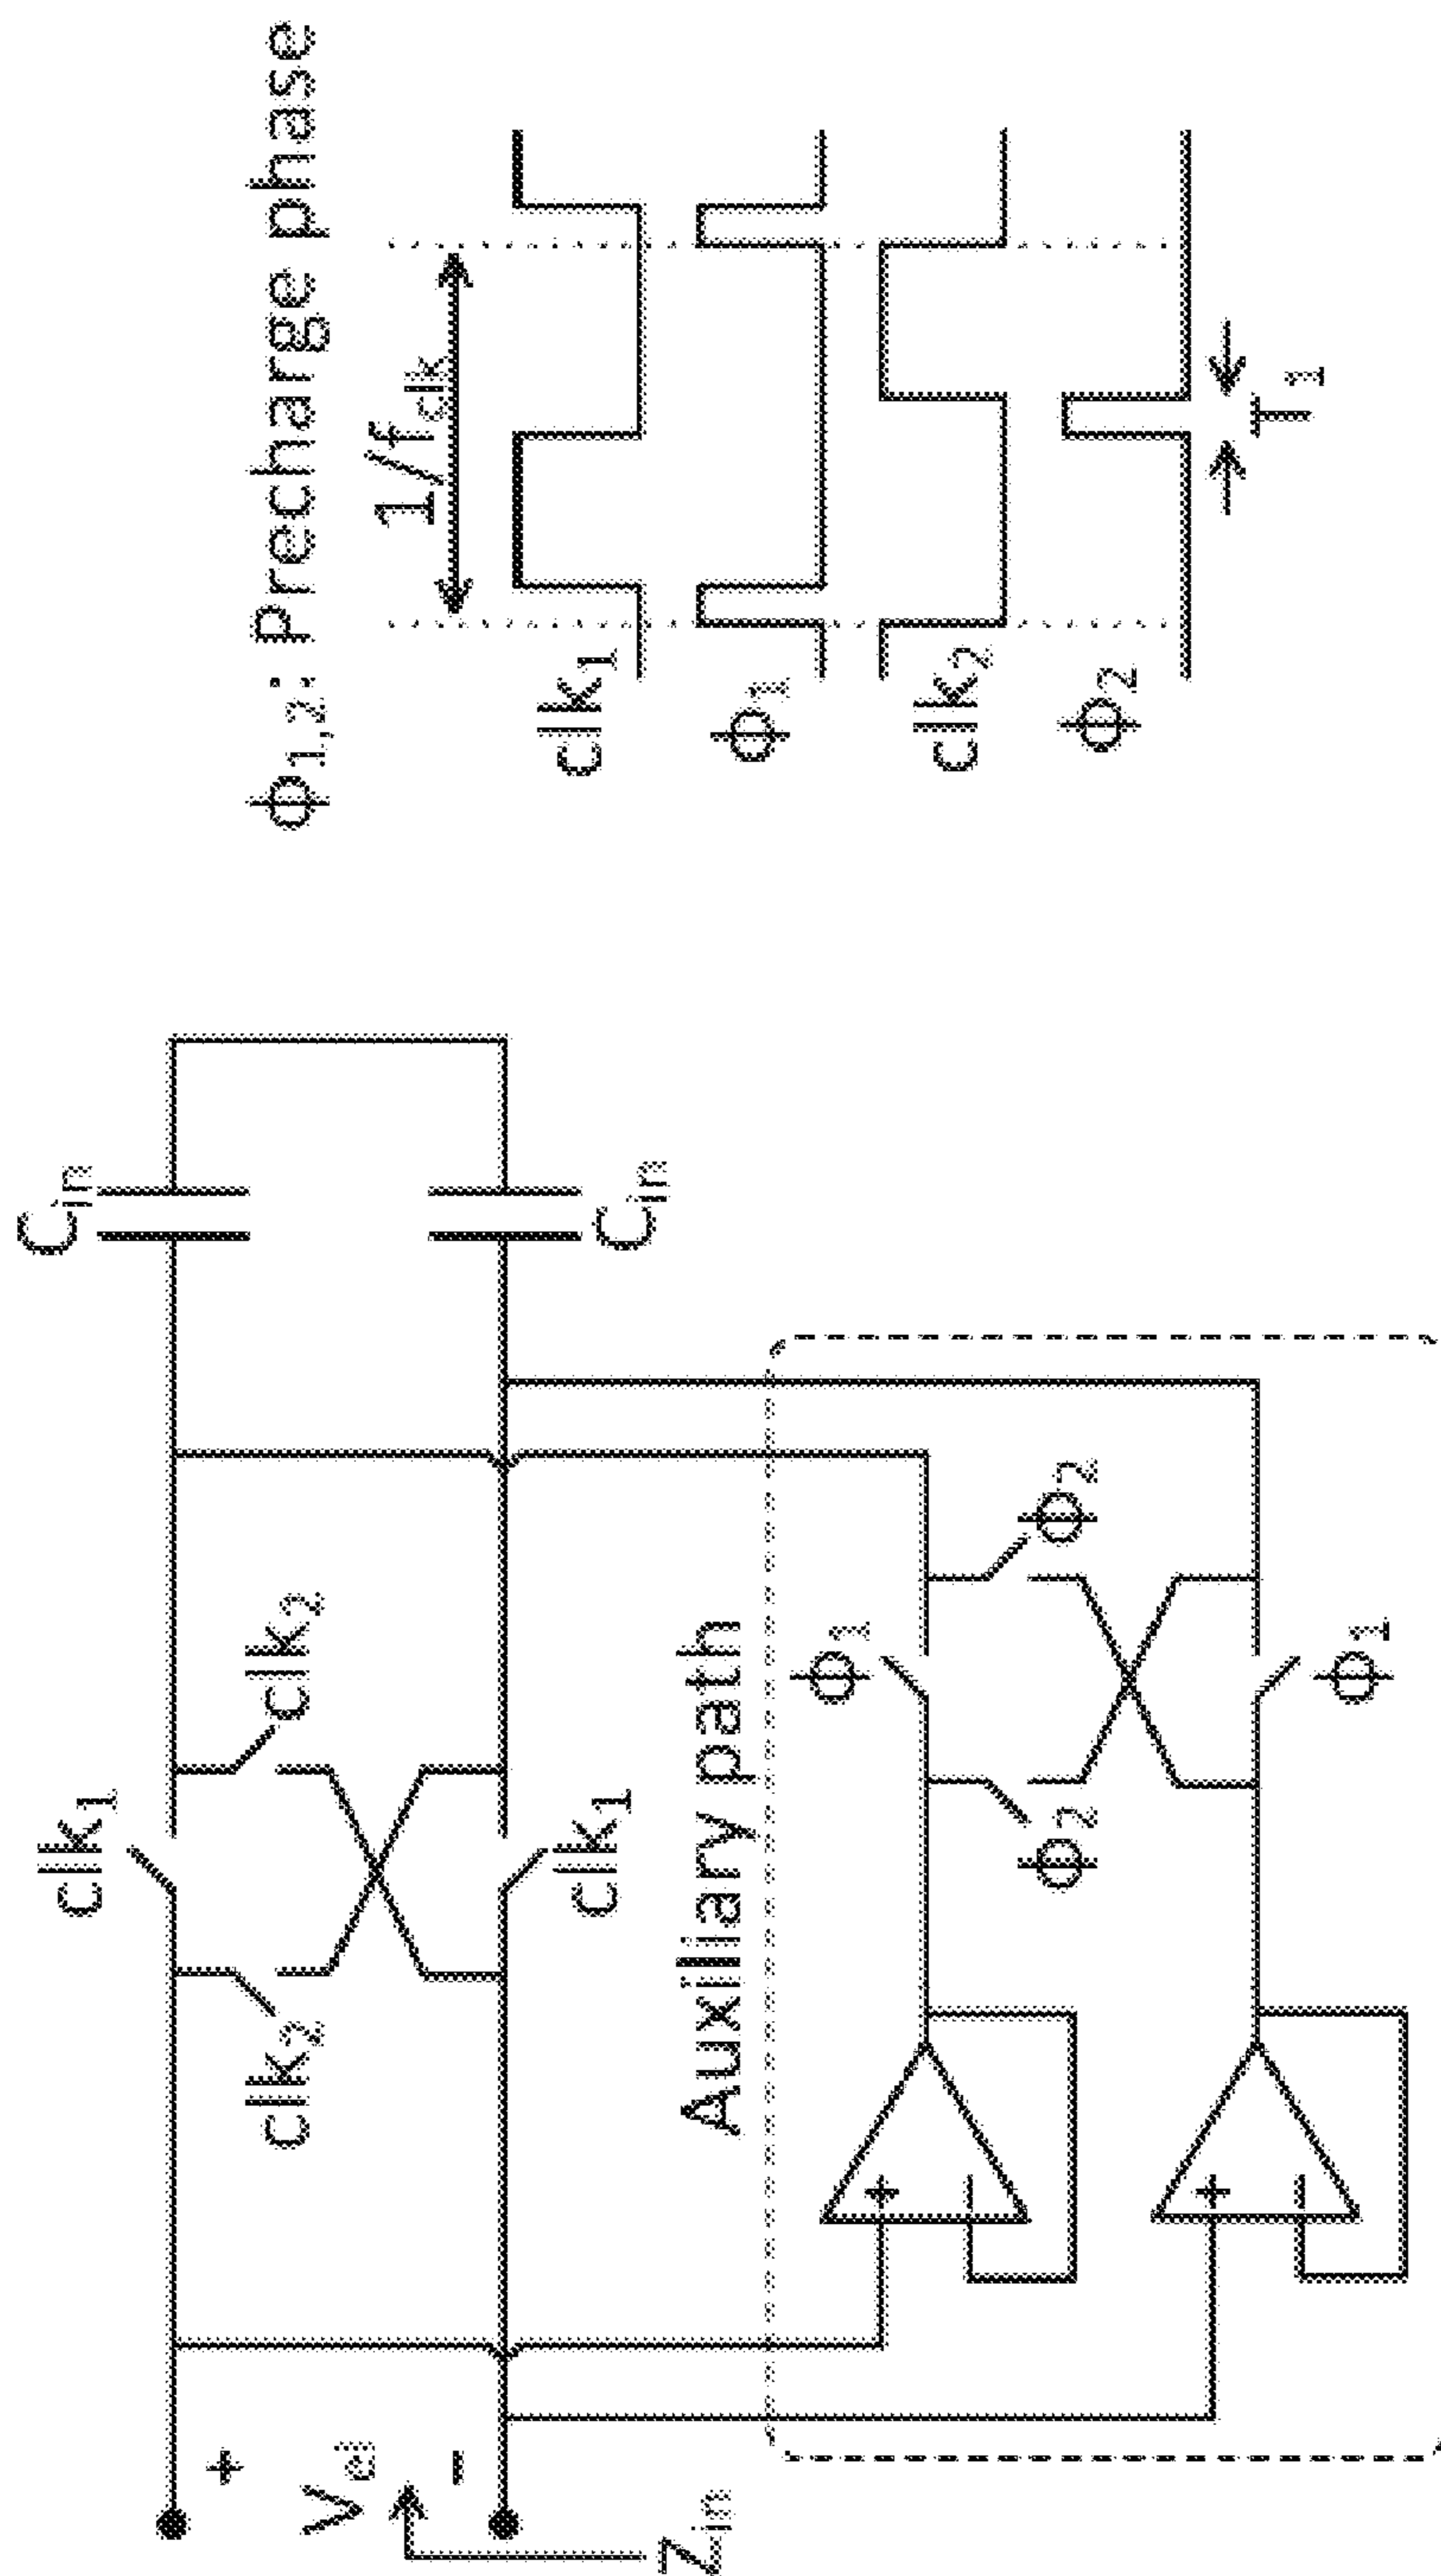 Φ1,2: Precharge phase
1/fclk
clk1
Φ1
clk2
Φ2
T1
Cin
Cin
clk1
clk2
clk2
clk1
Vel
+
−
Zin
Auxiliary path
Φ1
Φ2
Φ2
Φ1
+
−
+
−